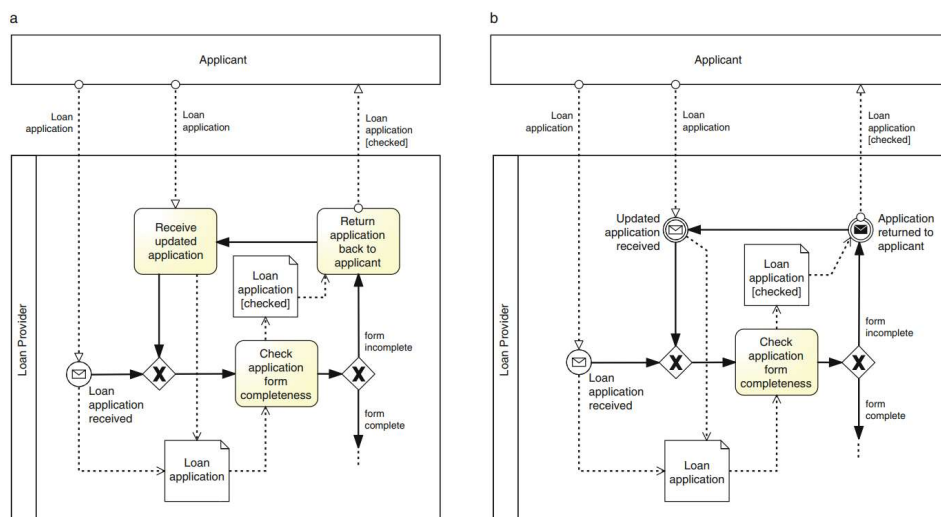 a
Applicant
Loan
application
Loan
application
Loan
application
[checked]
Loan Provider
Receive
updated
application
Return
application
back to
applicant
Loan
application
[checked]
form
incomplete
Check
application
form
completeness
Loan
application
received
form
complete
Loan
application
b
Applicant
Loan
application
Loan
application
Loan
application
[checked]
Loan Provider
Updated
application
received
Application
returned to
applicant
Loan
application
[checked]
form
incomplete
Check
application
form
completeness
Loan
application
received
form
complete
Loan
application